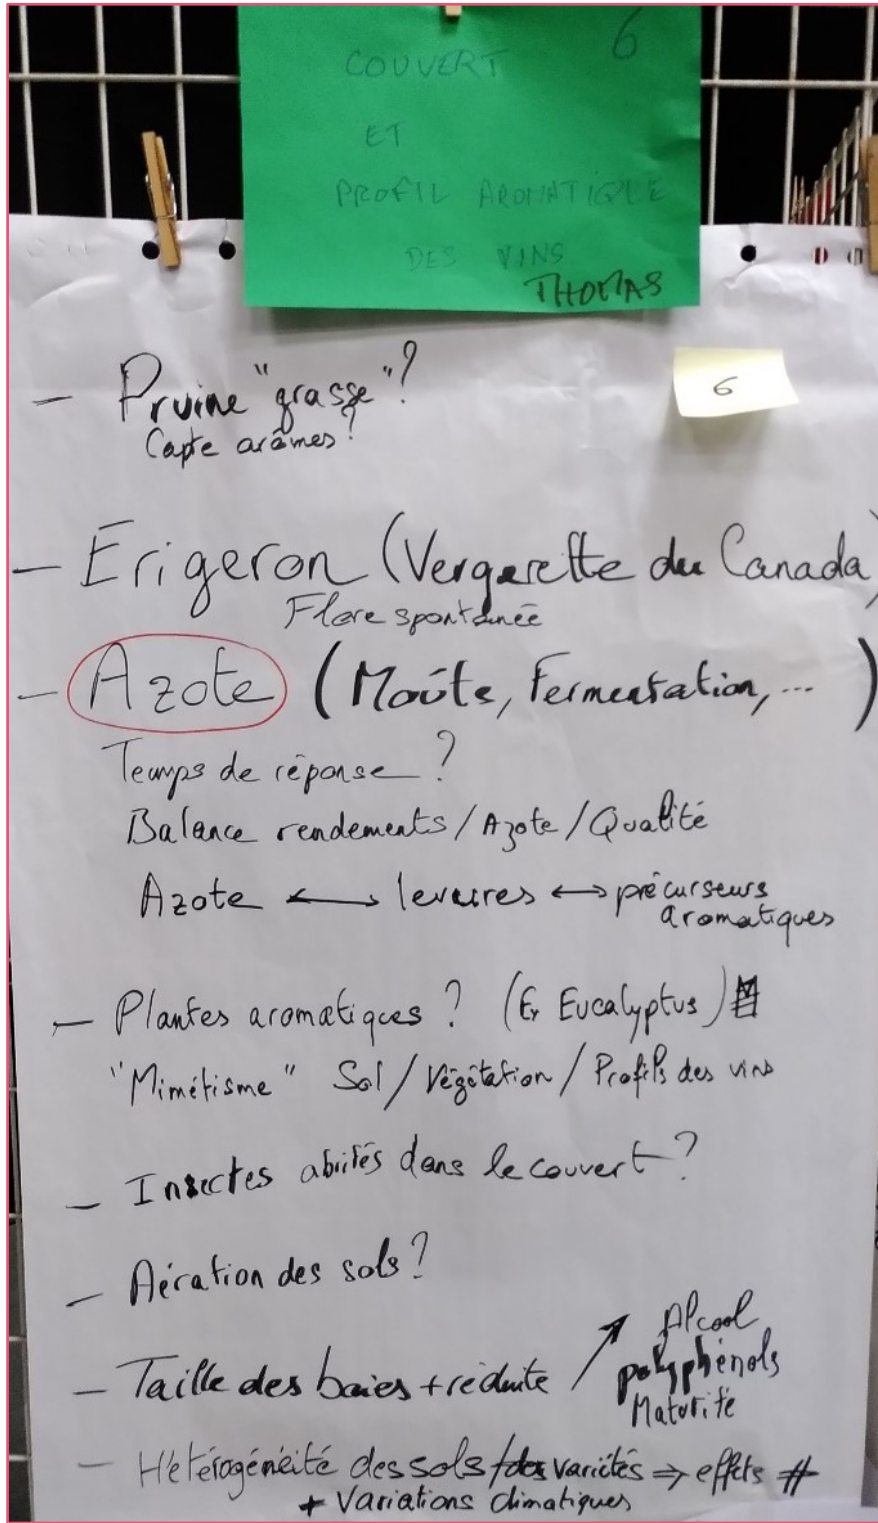 6
COUVERT
ET
PROFIL AROMATIQUE
DES VINS
THOMAS
6
- Pruine "grasse"?
Capte arômes?
- Erigeron (Vergerette du Canada)
Flore spontanée
- Azote (Moûts, Fermentation, ... )
Temps de réponse ?
Balance rendements / Azote / Qualité
Azote ⟷ levures ⟷ précurseurs
aromatiques
- Plantes aromatiques ? (Ex Eucalyptus)
"Mimétisme" Sol / Végétation / Profils des vins
- Insectes abrités dans le couvert ?
- Aération des sols ?
- Taille des baies + réduite ↗ Alcool
polyphénols
Maturité
- Hétérogénéité des sols / des variétés ⇒ effets #
+ Variations climatiques